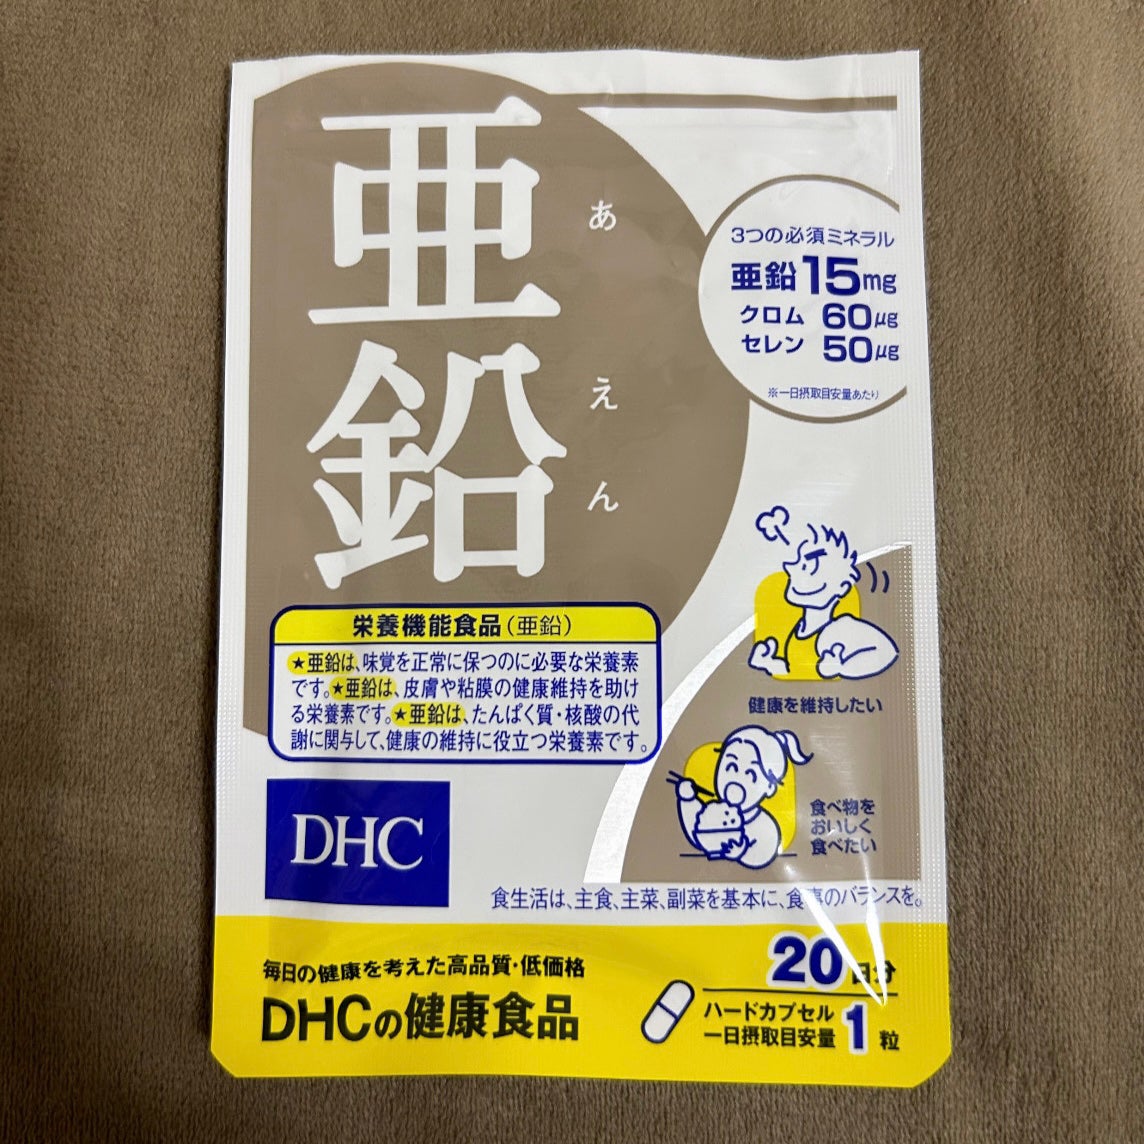 亜鉛
あえん
3つの必須ミネラル
亜鉛 15mg
クロム 60μg
セレン 50μg
※一日摂取目安量あたり
栄養機能食品(亜鉛)
★亜鉛は、味覚を正常に保つのに必要な栄養素
です。★亜鉛は、皮膚や粘膜の健康維持を助け
る栄養素です。★亜鉛は、たんぱく質・核酸の代
謝に関与して、健康の維持に役立つ栄養素です。
健康を維持したい
食べ物を
おいしく
食べたい
DHC
食生活は、主食、主菜、副菜を基本に、食事のバランスを。
毎日の健康を考えた高品質・低価格
DHCの健康食品
20日分
ハードカプセル
一日摂取目安量 1粒